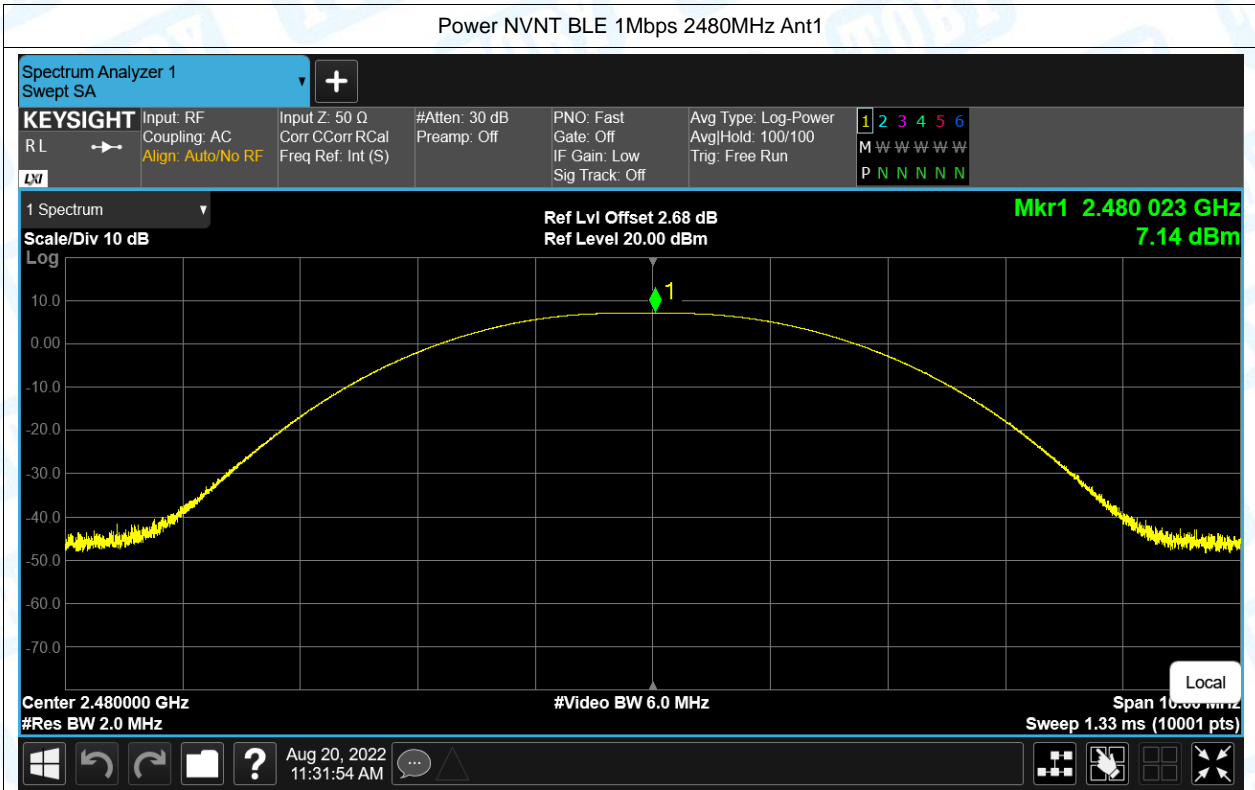 Power NVNT BLE 1Mbps 2480MHz Ant1
Spectrum Analyzer 1
Swept SA
KEYSIGHT
R L
LXI
Input: RF
Coupling: AC
Align: Auto/No RF
Input Z: 50 Ω
Corr CCorr RCal
Freq Ref: Int (S)
#Atten: 30 dB
Preamp: Off
PNO: Fast
Gate: Off
IF Gain: Low
Sig Track: Off
Avg Type: Log-Power
Avg|Hold: 100/100
Trig: Free Run
1 2 3 4 5 6
M W W W W W
P N N N N N
1 Spectrum
Scale/Div 10 dB
Ref Lvl Offset 2.68 dB
Ref Level 20.00 dBm
Mkr1 2.480 023 GHz
7.14 dBm
Log
1
10.0
0.00
-10.0
-20.0
-30.0
-40.0
-50.0
-60.0
-70.0
Local
Center 2.480000 GHz
#Video BW 6.0 MHz
Span 10.00 MHz
#Res BW 2.0 MHz
Sweep 1.33 ms (10001 pts)
?
Aug 20, 2022
11:31:54 AM